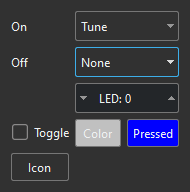 On Tune
Off None
LED: 0
Toggle Color Pressed
Icon